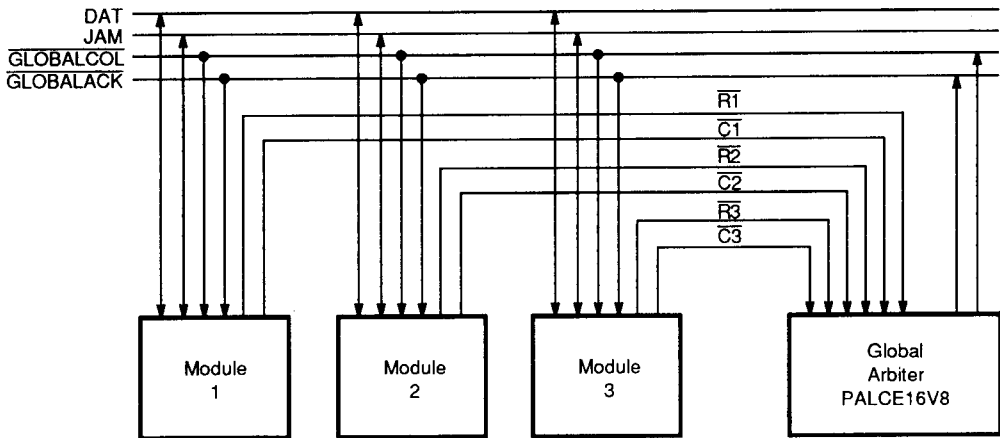 DAT
JAM
GLOBALCOL
GLOBALACK
R1
C1
R2
C2
R3
C3
Module
1
Module
2
Module
3
Global
Arbiter
PALCE16V8